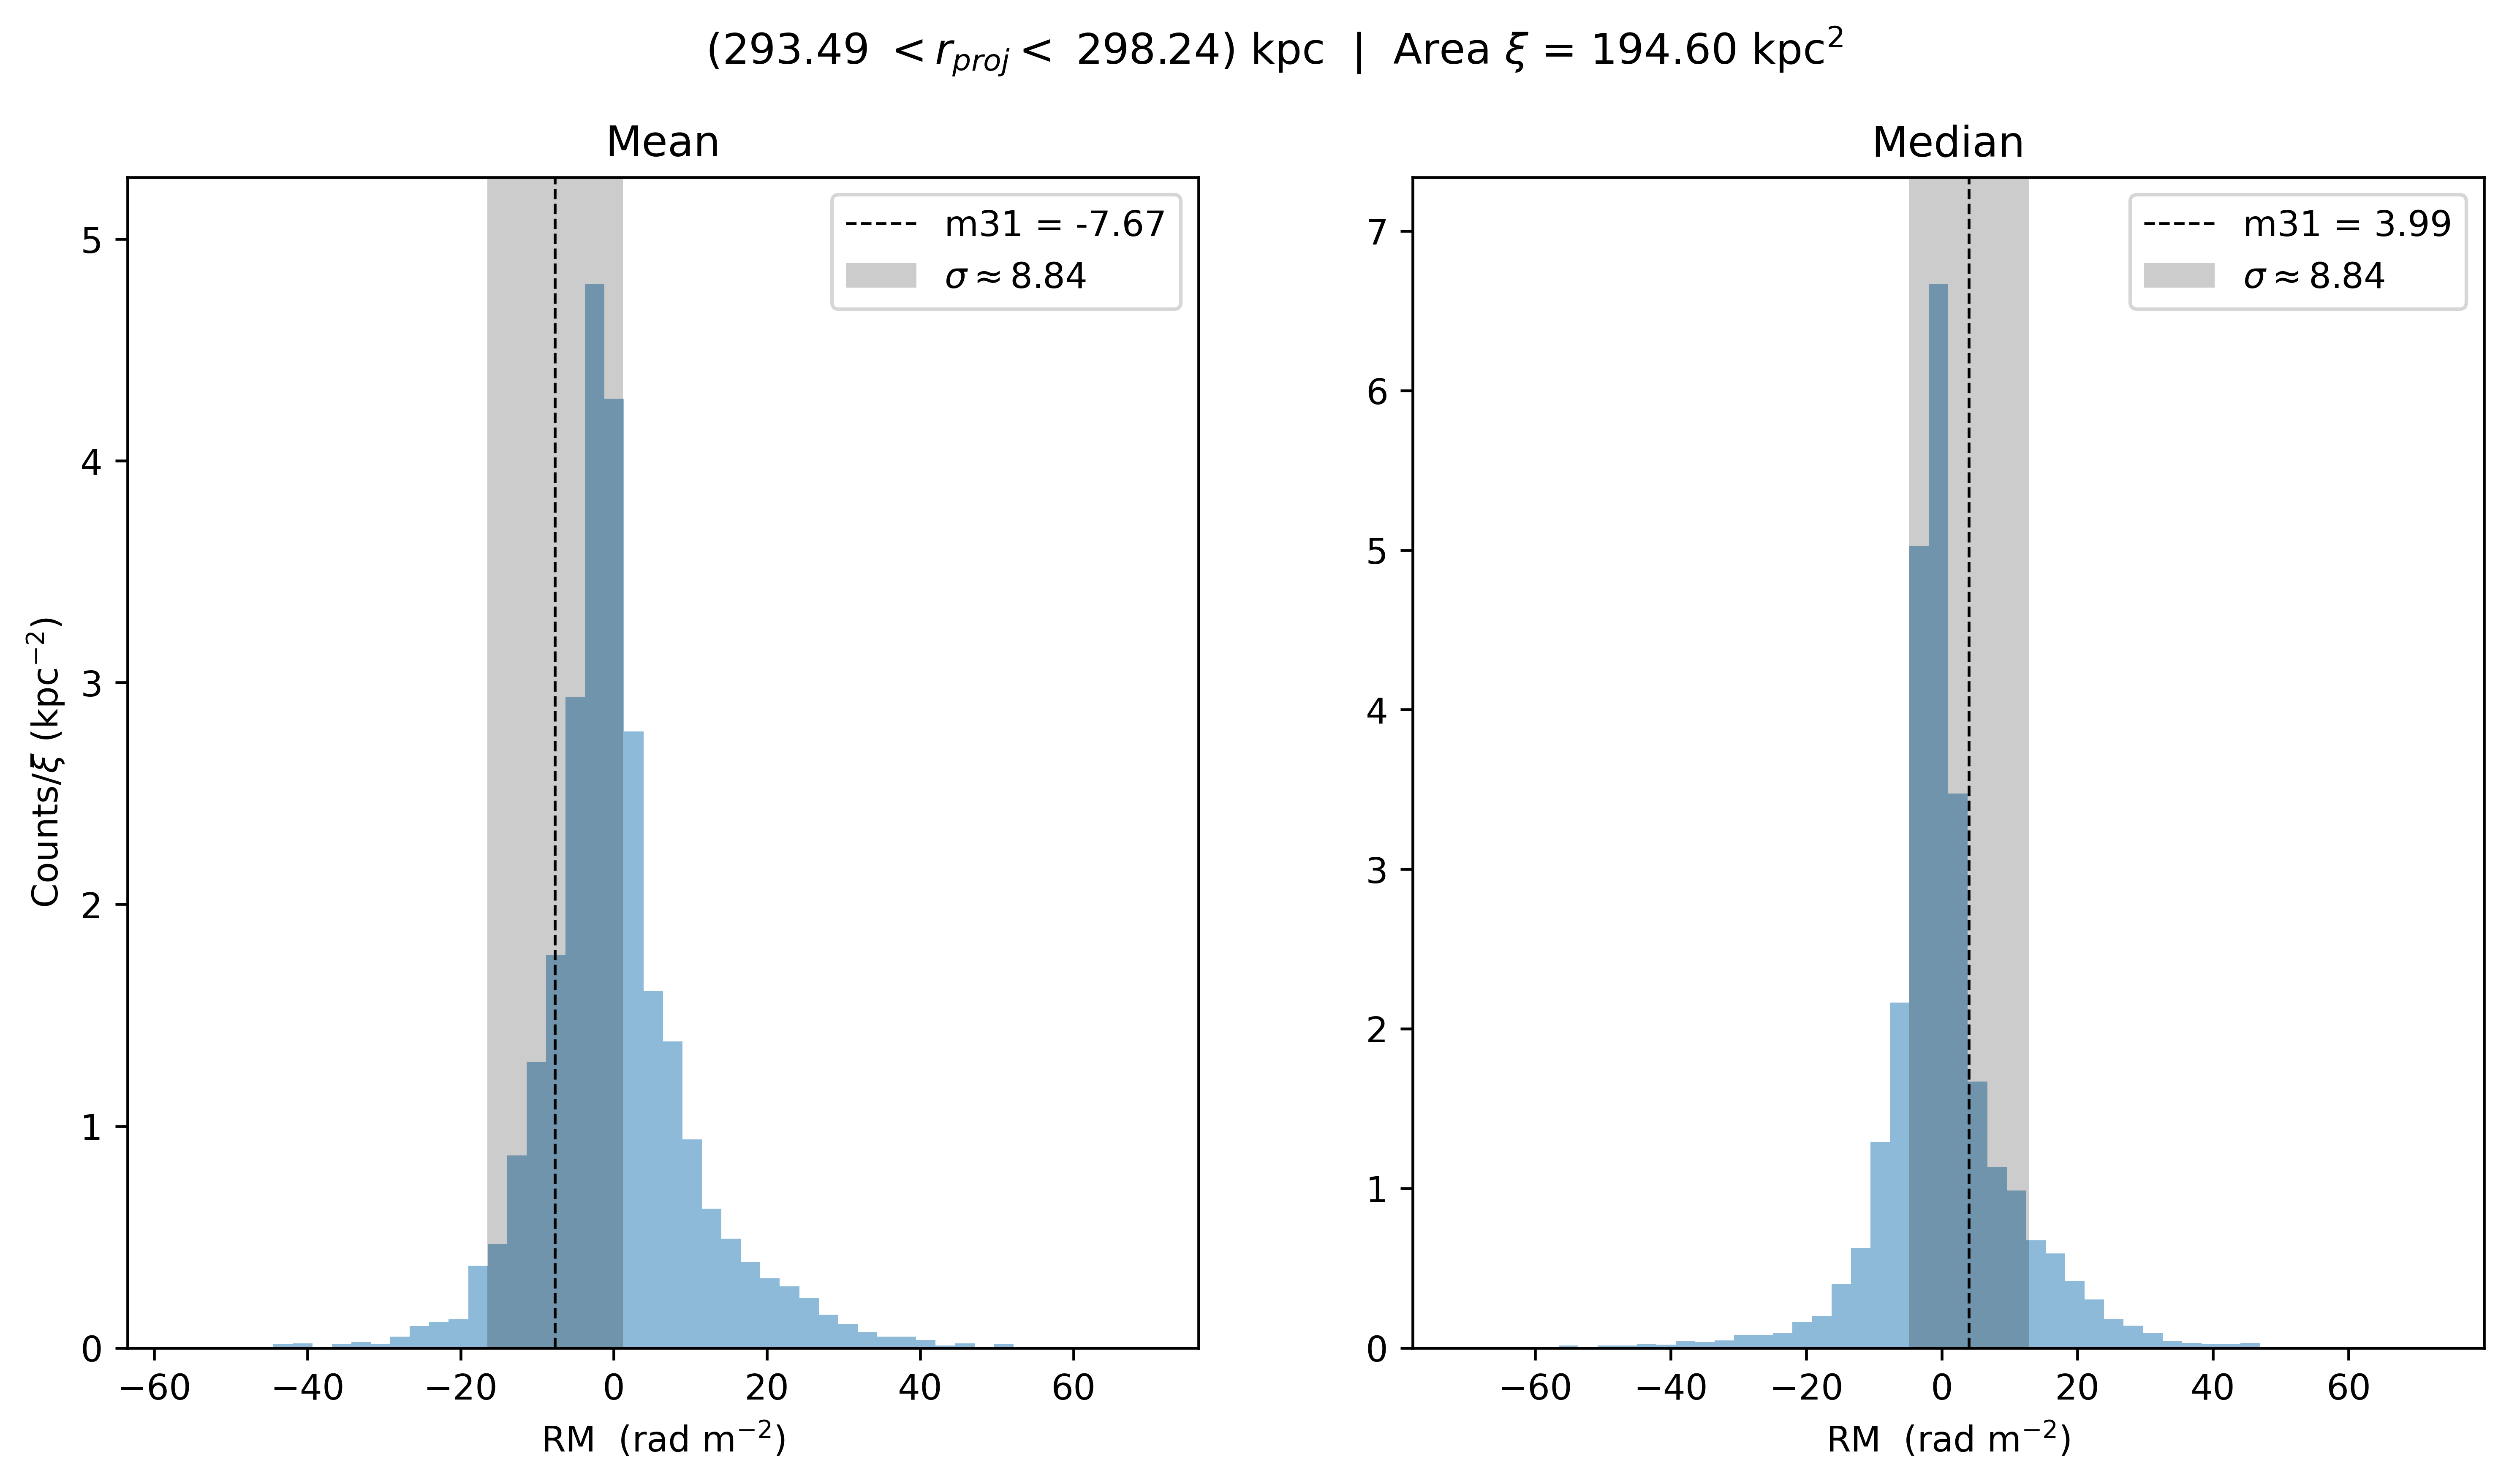 (293.49 < r_proj < 298.24) kpc | Area ξ = 194.60 kpc²
Mean
m31 = -7.67
σ ≈ 8.84
5
4
3
2
1
0
Counts/ξ (kpc⁻²)
−60 −40 −20 0 20 40 60
RM (rad m⁻²)
Median
m31 = 3.99
σ ≈ 8.84
7
6
5
4
3
2
1
0
−60 −40 −20 0 20 40 60
RM (rad m⁻²)